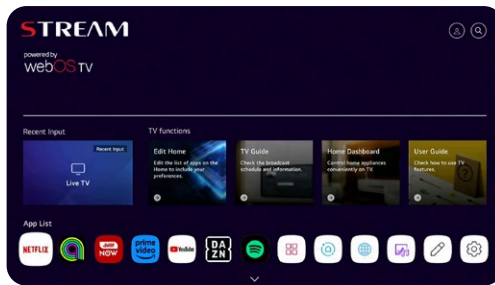 STREAM
powered by
webOS TV
Recent Input
TV functions
Recent Input
Live TV
Edit Home
Edit the list of apps on the
Home to include your
preferences.
TV Guide
Check the broadcast
schedule and information.
Home Dashboard
Control home appliances
conveniently on TV.
User Guide
Check how to use TV
features.
App List
NETFLIX
NOW
prime
video
YouTube
DA
ZN